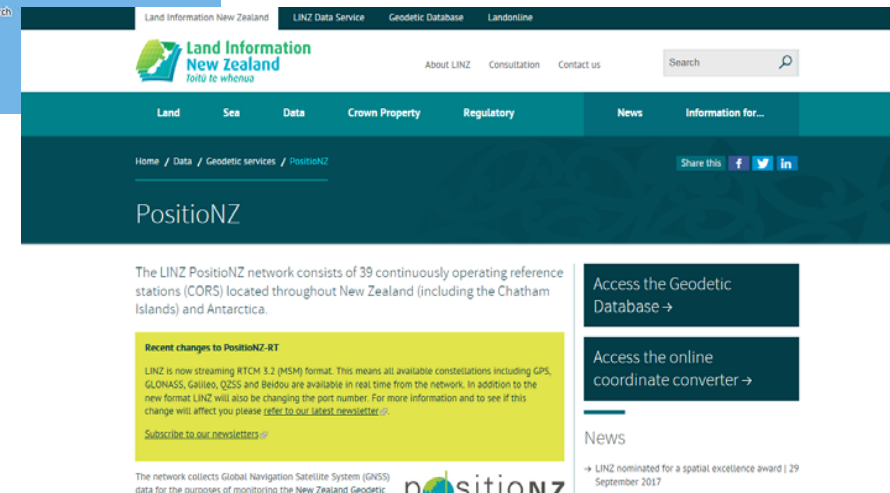 rch
Land Information New Zealand LINZ Data Service Geodetic Database Landonline
Land Information
New Zealand
Toitū te whenua
About LINZ Consultation Contact us
Search
Land Sea Data Crown Property Regulatory News Information for...
Home / Data / Geodetic services / PositioNZ
Share this
PositioNZ
The LINZ PositioNZ network consists of 39 continuously operating reference
stations (CORS) located throughout New Zealand (including the Chatham
Islands) and Antarctica.
Recent changes to PositioNZ-RT
LINZ is now streaming RTCM 3.2 (MSM) format. This means all available constellations including GPS,
GLONASS, Galileo, QZSS and Beidou are available in real time from the network. In addition to the
new format LINZ will also be changing the port number. For more information and to see if this
change will affect you please refer to our latest newsletter.
Subscribe to our newsletters
The network collects Global Navigation Satellite System (GNSS)
data for the purposes of monitoring the New Zealand Geodetic
positioNZ
Access the Geodetic
Database →
Access the online
coordinate converter →
News
→ LINZ nominated for a spatial excellence award | 29
September 2017